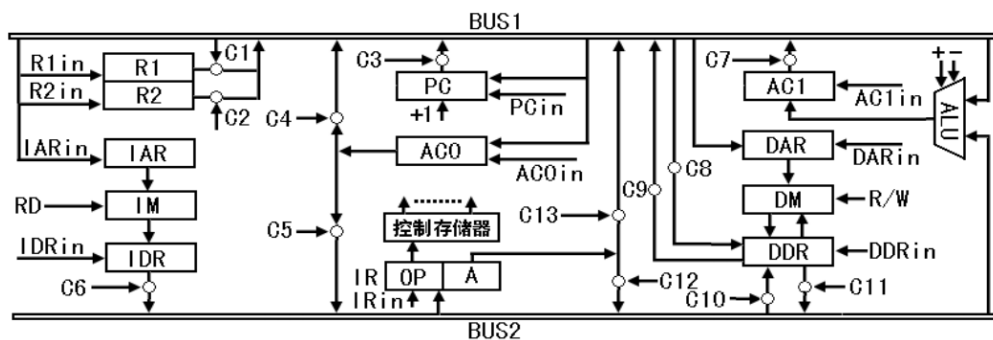 BUS1
C1
R1in
R1
R2in
R2
C2
C3
PC
PCin
+1
C7
AC1
AC1in
+ -
ALU
C4
IARin
IAR
AC0
AC0in
DAR
DARin
C8
C9
RD
IM
DM
R/W
C5
控制存储器
C13
IDRin
IDR
IR
OP
A
DDR
DDRin
C6
IRin
C12
C10
C11
BUS2